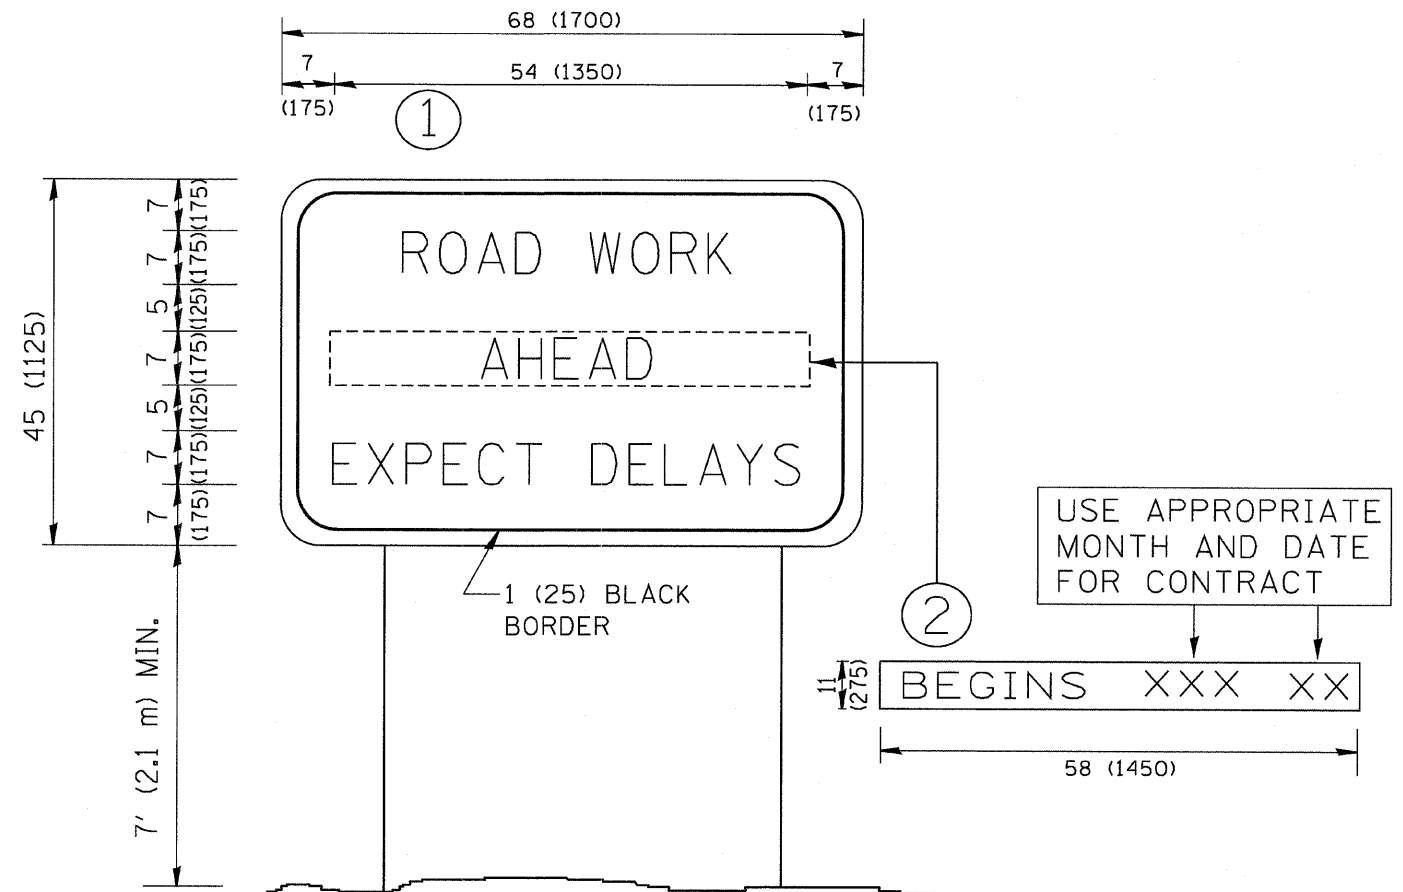 68 (1700)
7
54 (1350)
7
(175)
(175)
1
45 (1125)
7
(175)
7
(175)
5
(125)
7
(175)
5
(125)
7
(175)
7
(175)
ROAD WORK
AHEAD
EXPECT DELAYS
1 (25) BLACK
BORDER
7' (2.1 m) MIN.
USE APPROPRIATE
MONTH AND DATE
FOR CONTRACT
2
11
(275)
BEGINS XXX XX
58 (1450)